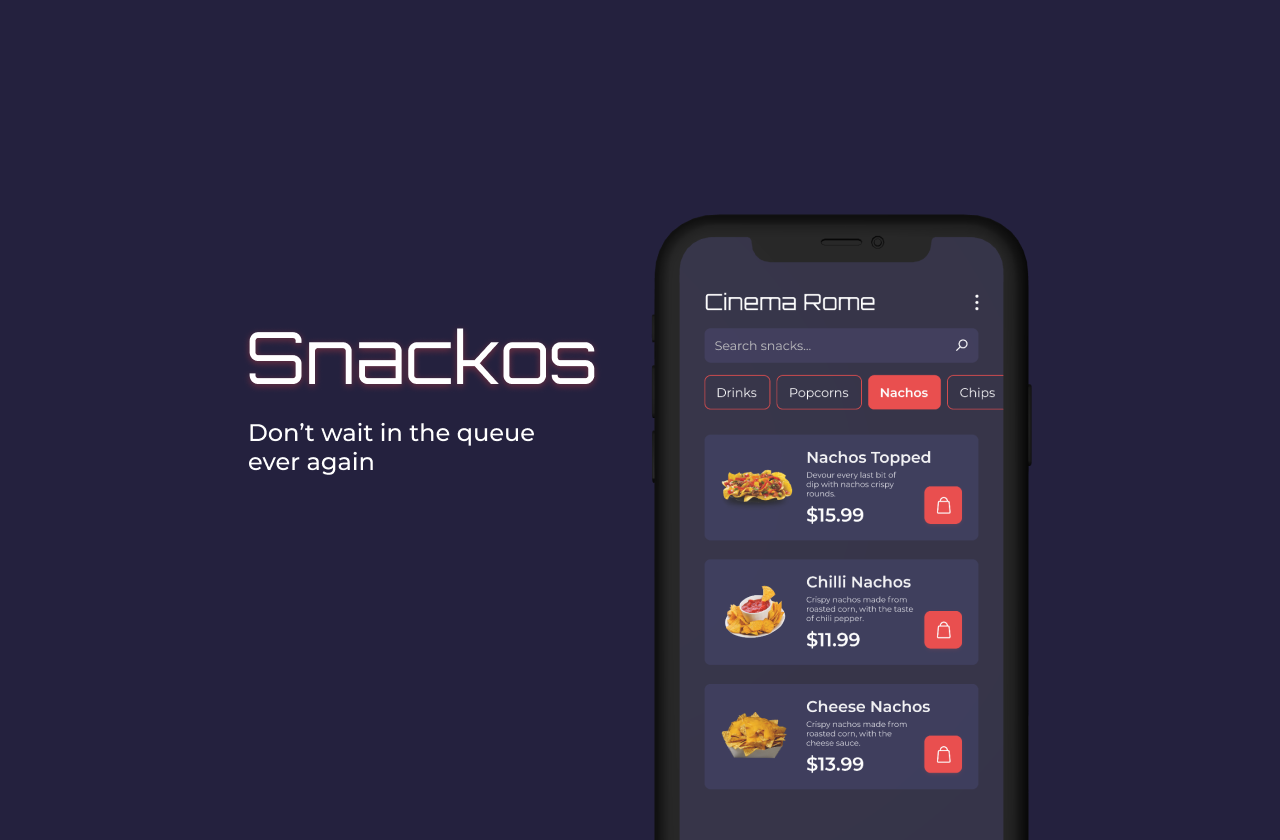 Snackos
Don’t wait in the queue
ever again
Cinema Rome
Search snacks...
Drinks
Popcorns
Nachos
Chips
Nachos Topped
Devour every last bit of
dip with nachos crispy
rounds.
$15.99
Chilli Nachos
Crispy nachos made from
roasted corn, with the taste
of chili pepper.
$11.99
Cheese Nachos
Crispy nachos made from
roasted corn, with the
cheese sauce.
$13.99